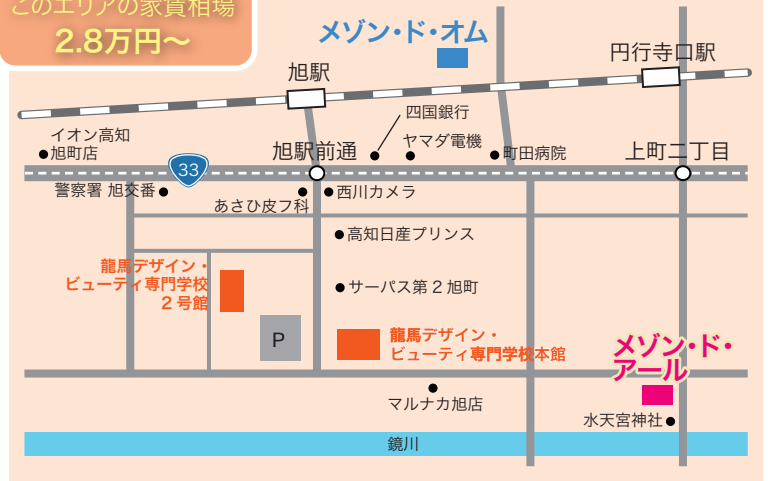 このエリアの家賃相場
2.8万円〜
メゾン・ド・オム
円行寺口駅
旭駅
四国銀行
イオン高知
旭町店
旭駅前通
ヤマダ電機
町田病院
上町二丁目
33
警察署 旭交番
あさひ皮フ科
西川カメラ
高知日産プリンス
龍馬デザイン・
ビューティ専門学校
2号館
サーパス第2旭町
P
龍馬デザイン・
ビューティ専門学校本館
メゾン・ド・
アール
マルナカ旭店
水天宮神社
鏡川